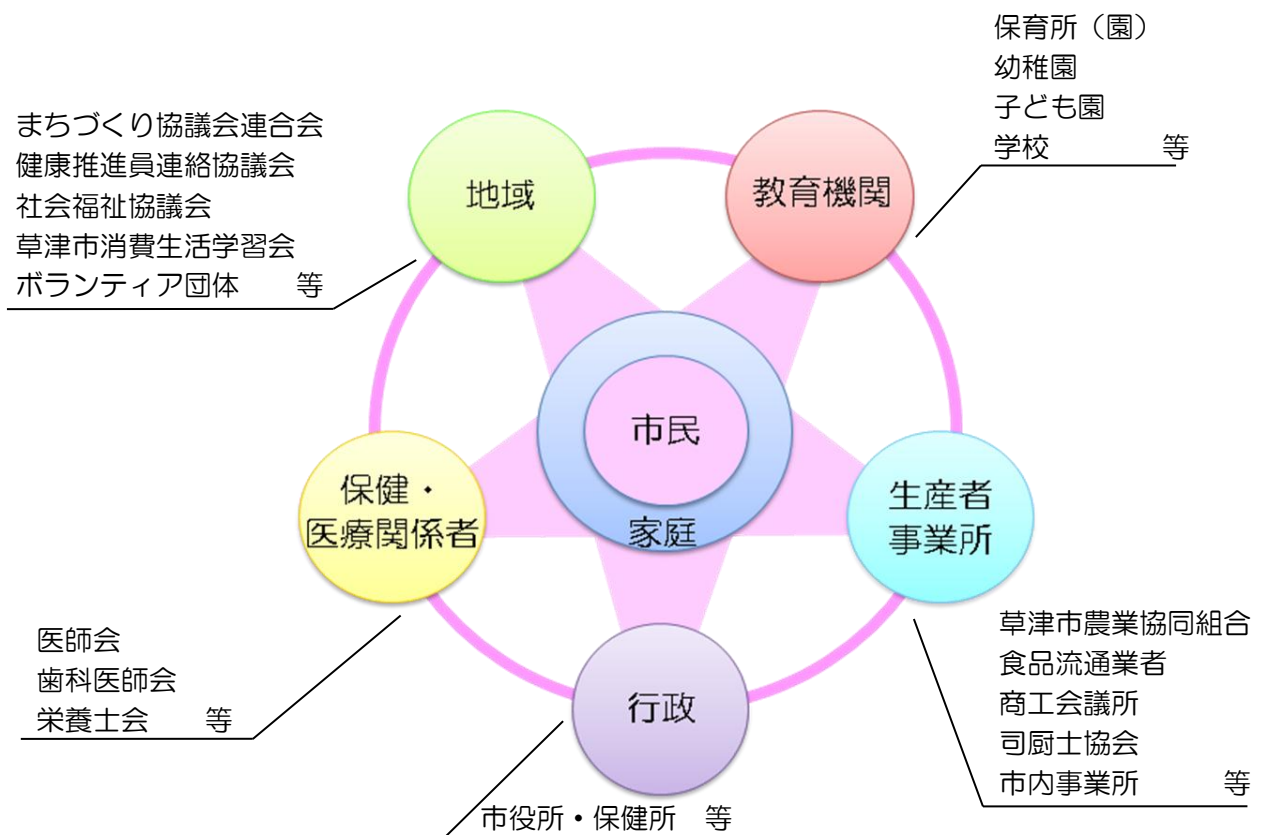 保育所（園）
幼稚園
子ども園
学校　　　　等
まちづくり協議会連合会
健康推進員連絡協議会
社会福祉協議会
草津市消費生活学習会
ボランティア団体　　等
地域
教育機関
市民
家庭
保健・
医療関係者
生産者
事業所
行政
医師会
歯科医師会
栄養士会　　等
草津市農業協同組合
食品流通業者
商工会議所
司厨士協会
市内事業所　　　等
市役所・保健所　等